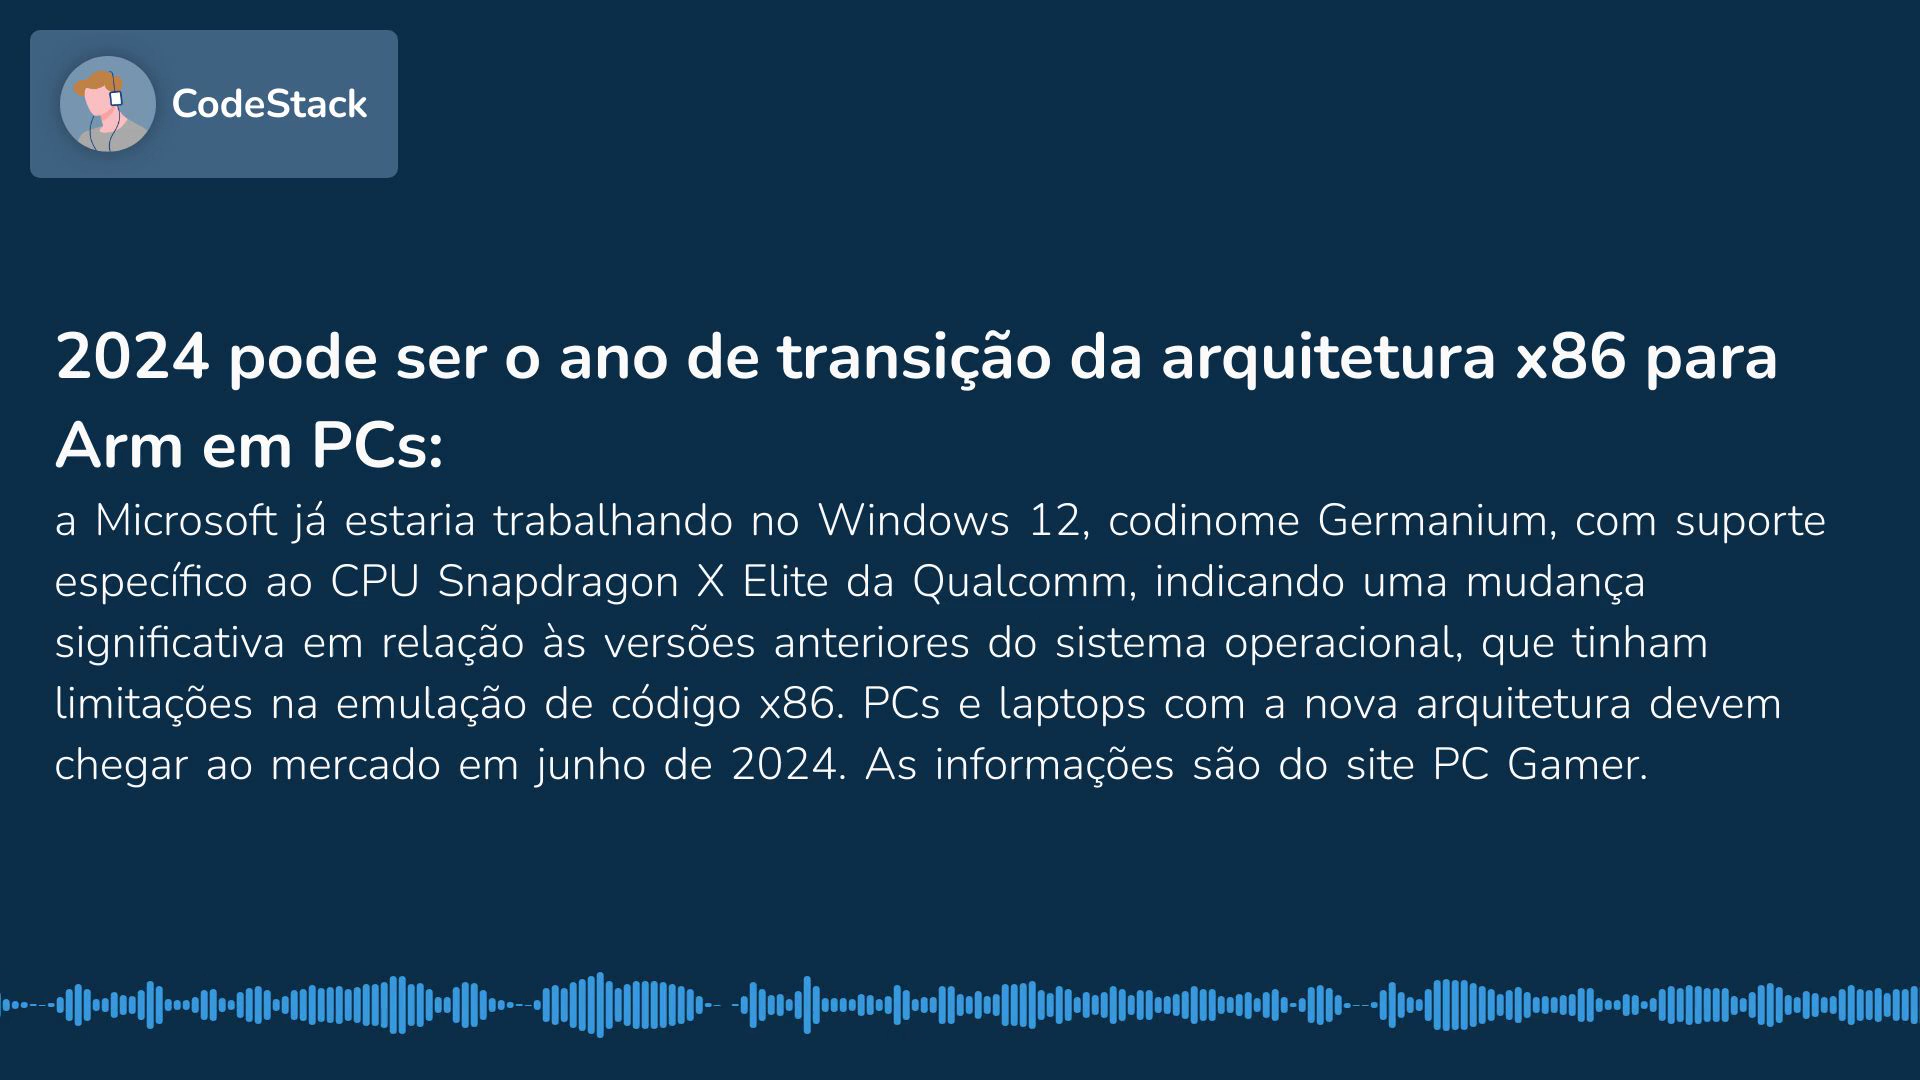 CodeStack
2024 pode ser o ano de transição da arquitetura x86 para
Arm em PCs:
a Microsoft já estaria trabalhando no Windows 12, codinome Germanium, com suporte
específico ao CPU Snapdragon X Elite da Qualcomm, indicando uma mudança
significativa em relação às versões anteriores do sistema operacional, que tinham
limitações na emulação de código x86. PCs e laptops com a nova arquitetura devem
chegar ao mercado em junho de 2024. As informações são do site PC Gamer.